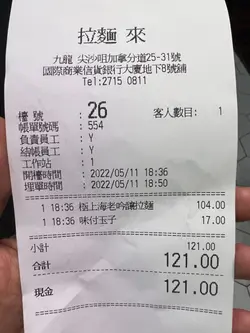 拉麵 來
九龍 尖沙咀加拿分道25-31號
國際商業信貸銀行大廈地下8號舖
Tel:2715 0811
檯號 : 26 客人數目: 1
帳單號碼 : 554
負責員工 : Y
結帳員工 : Y
工作站 : 1
開檯時間 : 2022/05/11 18:36
埋單時間 : 2022/05/11 18:50
1 18:36 極上海老吟醸拉麵 104.00
1 18:36 味付玉子 17.00
小計 121.00
合計 121.00
現金 121.00